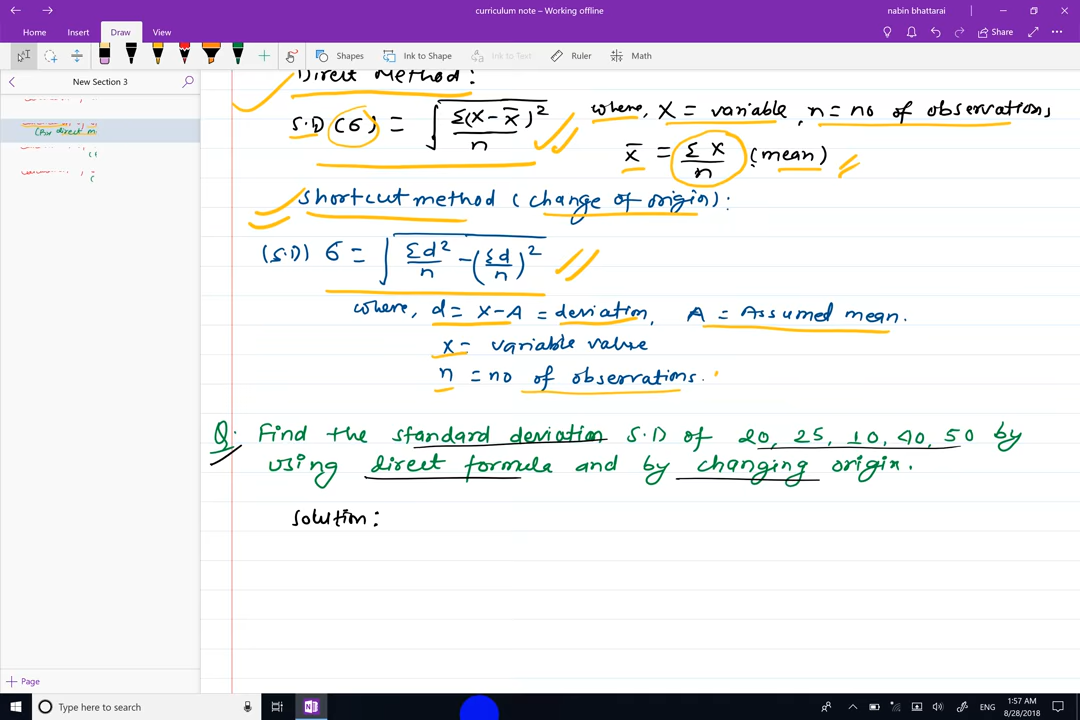 curriculum note – Working offline
nabin bhattarai
Home Insert Draw View
Share
Shapes Ink to Shape Ink to Text Ruler Math
New Section 3
Direct Method:
(For direct m
S.D (σ) = √Σ(X-X̄)²/n where, X = variable, n = no of observations,
X̄ = ΣX/n (mean)
Shortcut method (change of origin):
(S.D) σ = √Σd²/n - (Σd/n)²
where, d = X-A = deviation, A = Assumed mean.
X = variable value
n = no of observations.
Q. Find the standard deviation S.D of 20, 25, 10, 40, 50 by
using direct formula and by changing origin.
Solution:
+ Page
Type here to search
ENG
1:57 AM
8/28/2018